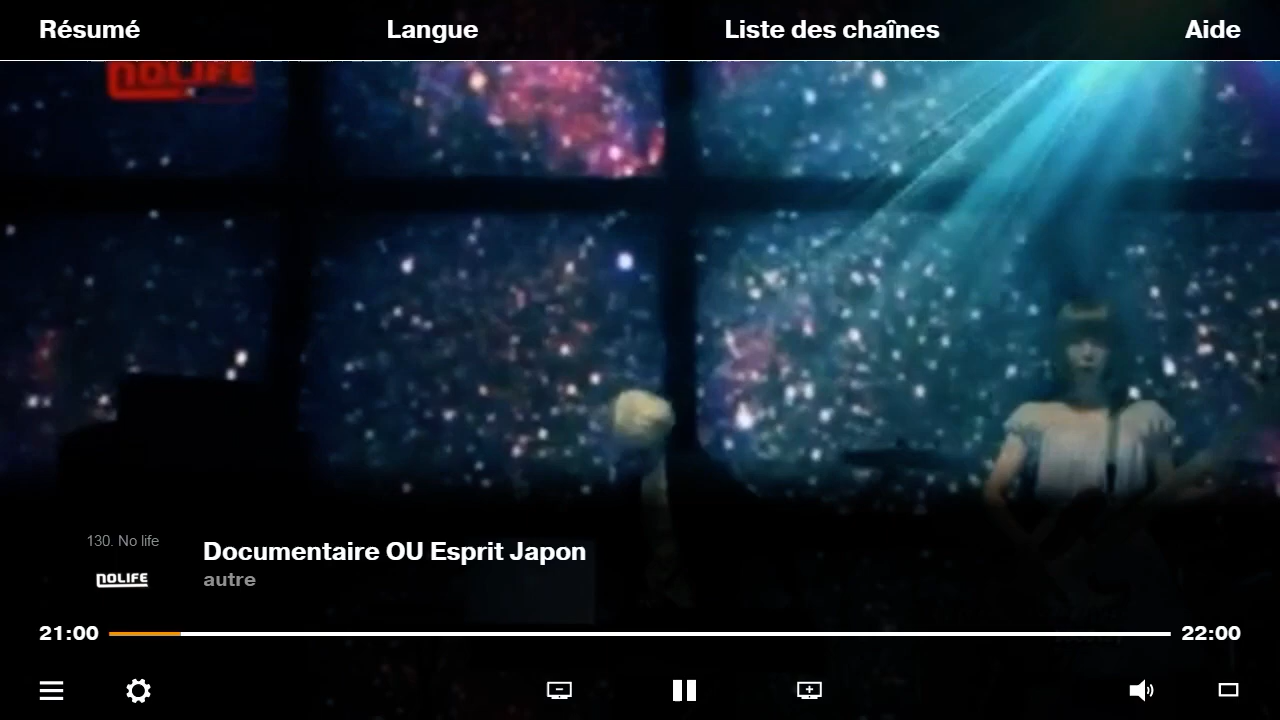 Résumé
Langue
Liste des chaînes
Aide
NOLIFE
130. No life
NOLIFE
Documentaire OU Esprit Japon
autre
21:00
22:00